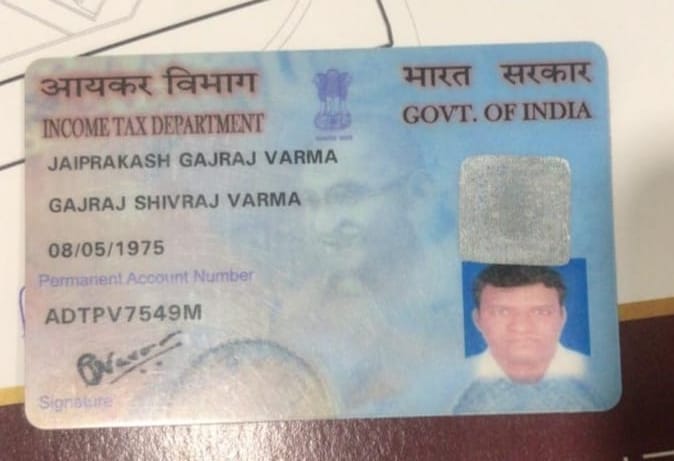 आयकर विभाग
INCOME TAX DEPARTMENT
भारत सरकार
GOVT. OF INDIA
JAIPRAKASH GAJRAJ VARMA
GAJRAJ SHIVRAJ VARMA
08/05/1975
Permanent Account Number
ADTPV7549M
Signature